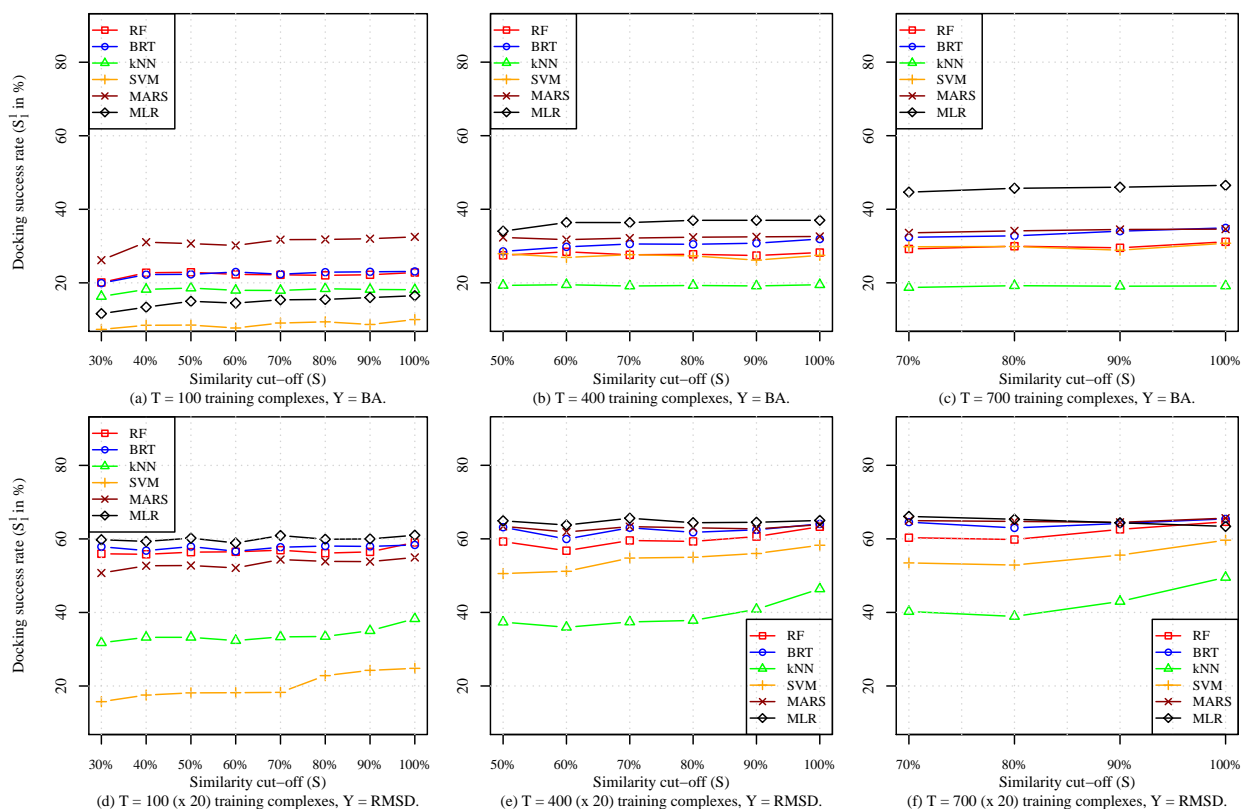 RF
BRT
kNN
SVM
MARS
MLR
Docking success rate (S₁¹ in %)
80
60
40
20
30% 40% 50% 60% 70% 80% 90% 100%
Similarity cut−off (S)
(a) T = 100 training complexes, Y = BA.
RF
BRT
kNN
SVM
MARS
MLR
80
60
40
20
50% 60% 70% 80% 90% 100%
Similarity cut−off (S)
(b) T = 400 training complexes, Y = BA.
RF
BRT
kNN
SVM
MARS
MLR
80
60
40
20
70% 80% 90% 100%
Similarity cut−off (S)
(c) T = 700 training complexes, Y = BA.
RF
BRT
kNN
SVM
MARS
MLR
Docking success rate (S₁¹ in %)
80
60
40
20
30% 40% 50% 60% 70% 80% 90% 100%
Similarity cut−off (S)
(d) T = 100 (x 20) training complexes, Y = RMSD.
80
60
40
20
RF
BRT
kNN
SVM
MARS
MLR
50% 60% 70% 80% 90% 100%
Similarity cut−off (S)
(e) T = 400 (x 20) training complexes, Y = RMSD.
80
60
40
20
RF
BRT
kNN
SVM
MARS
MLR
70% 80% 90% 100%
Similarity cut−off (S)
(f) T = 700 (x 20) training complexes, Y = RMSD.